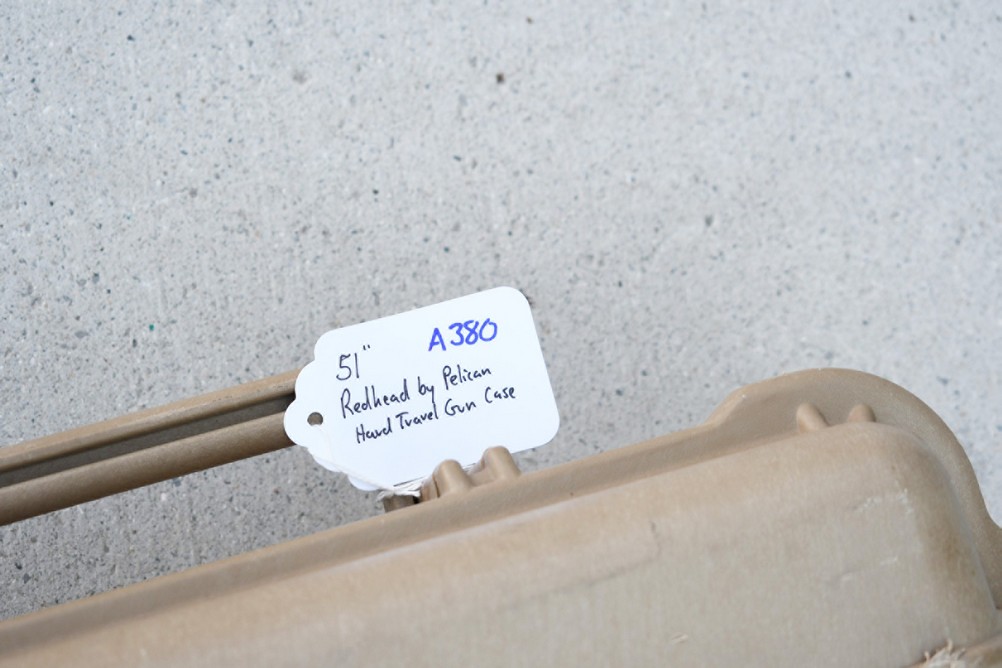 A380
51"
Redhead by Pelican
Hard Travel Gun Case